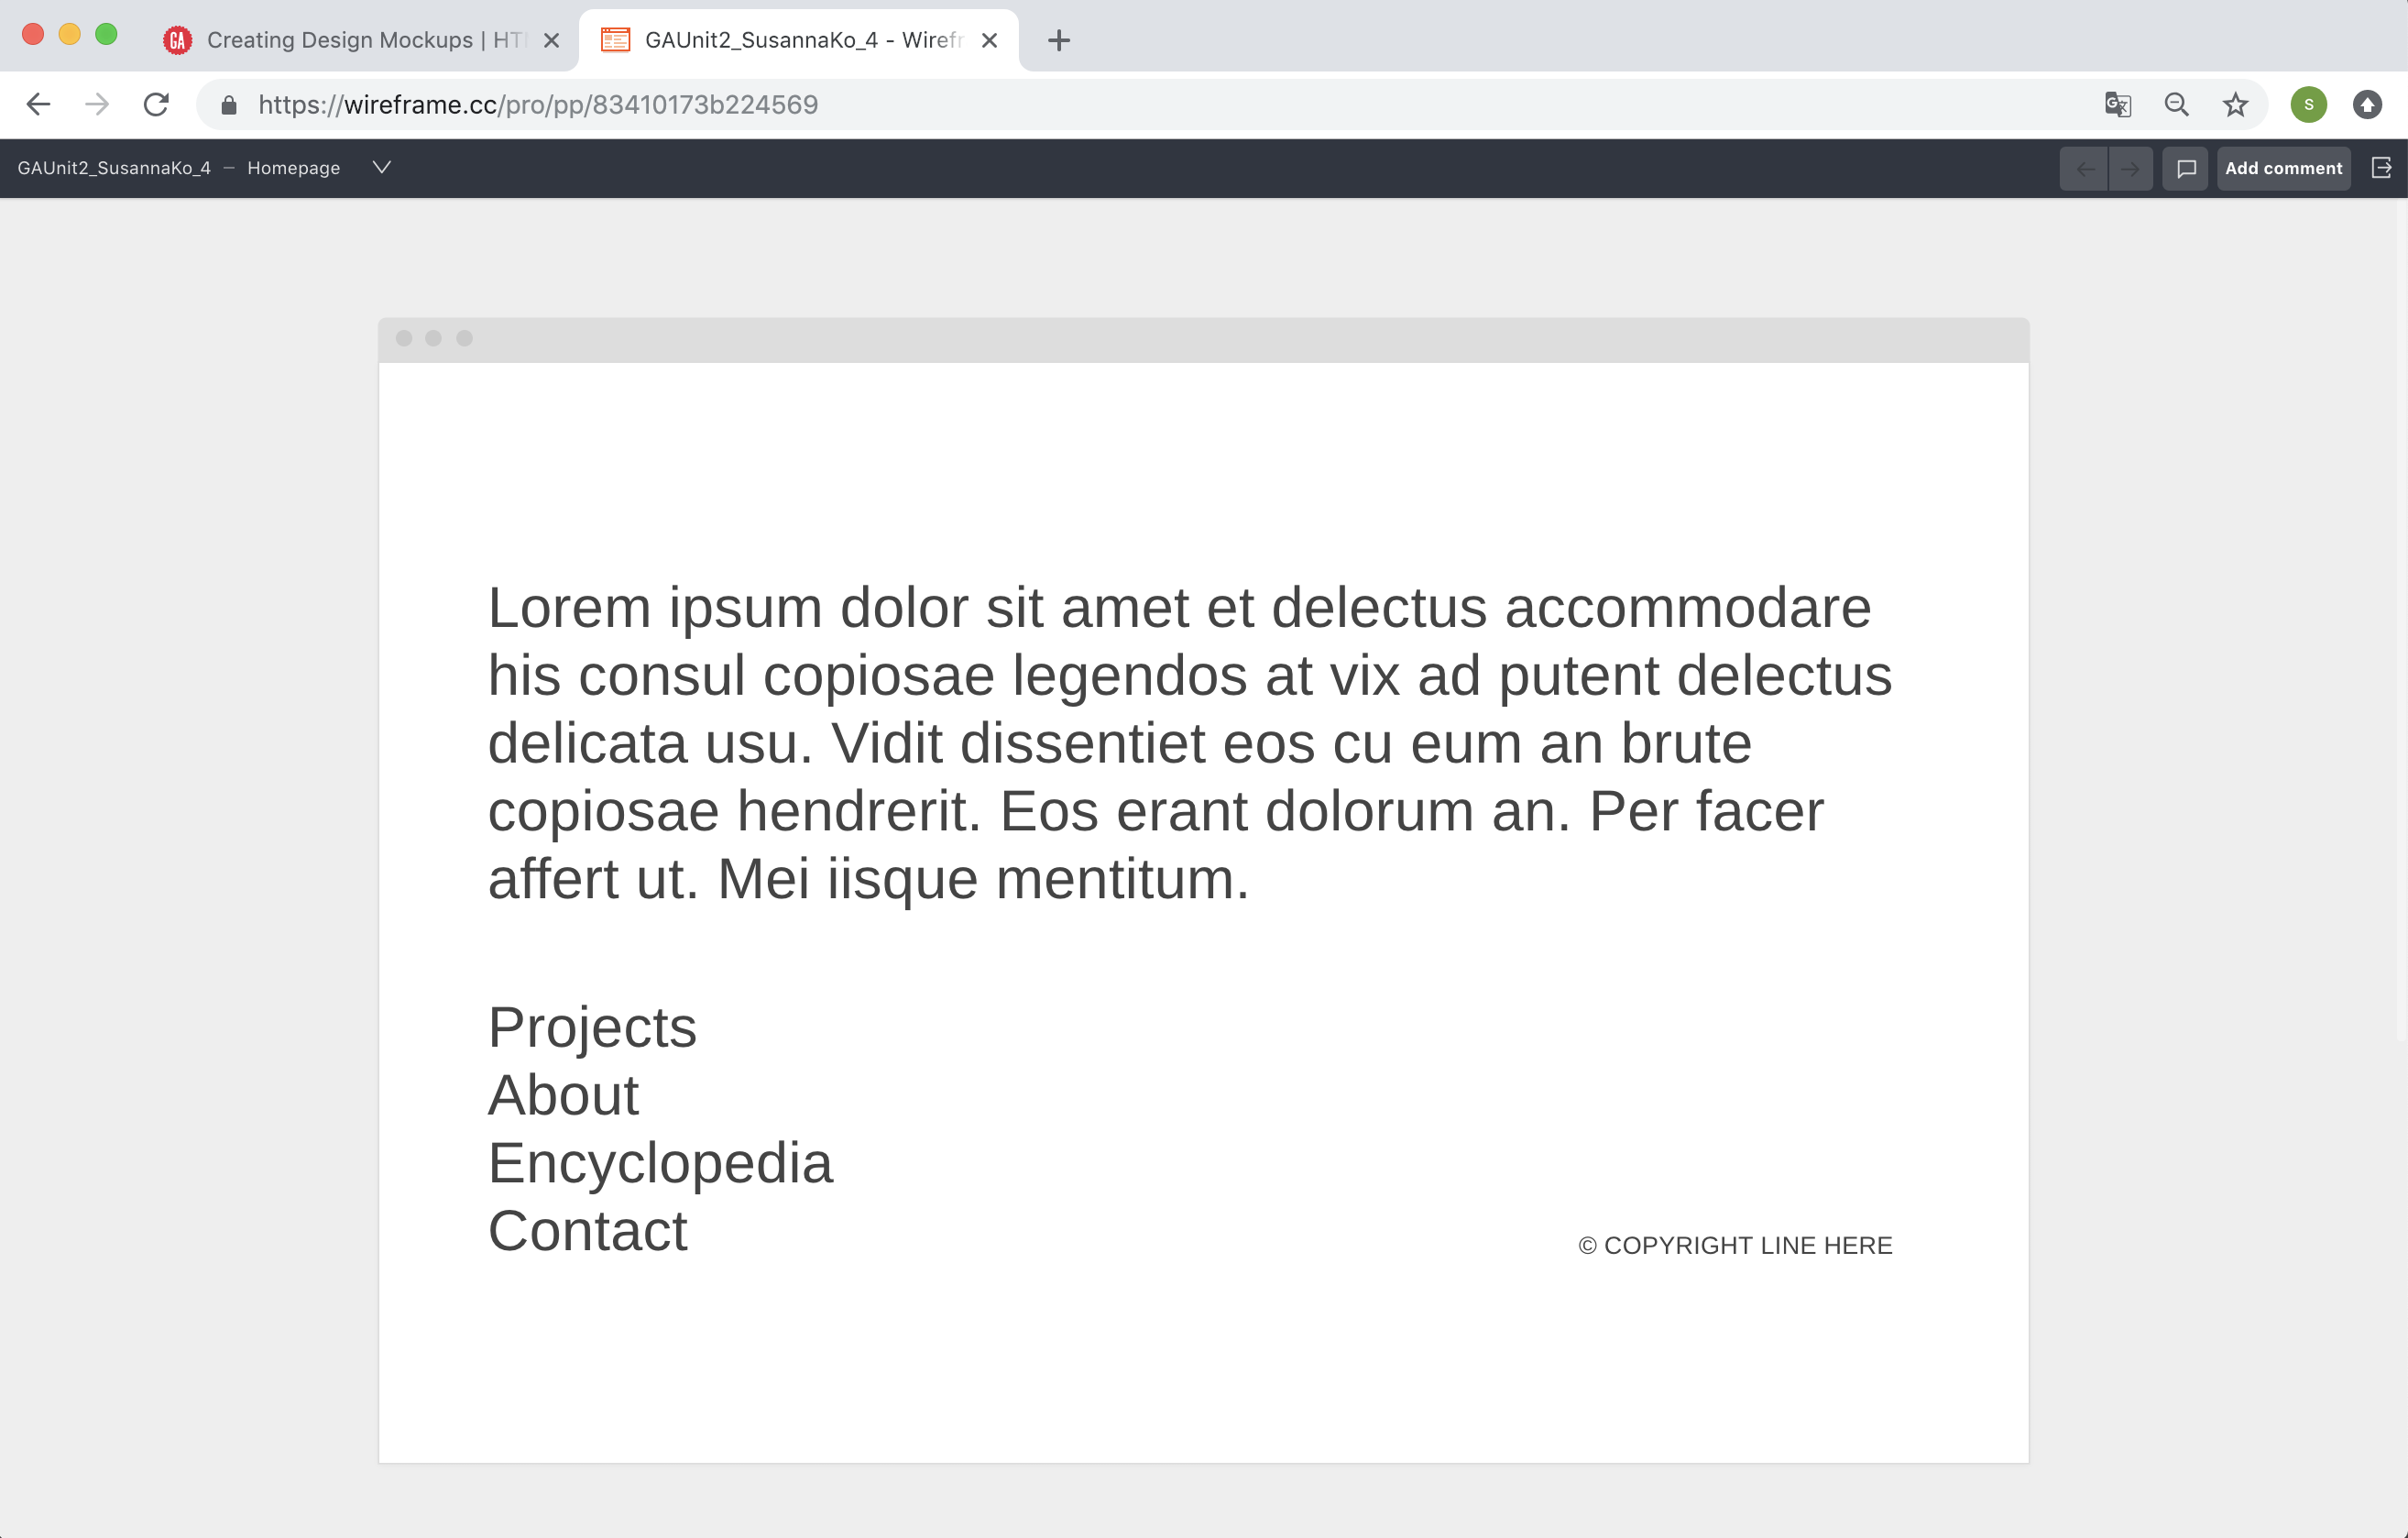 GA Creating Design Mockups | HT
GAUnit2_SusannaKo_4 - Wirefr
https://wireframe.cc/pro/pp/83410173b224569
S
GAUnit2_SusannaKo_4 — Homepage
Add comment
Lorem ipsum dolor sit amet et delectus accommodare
his consul copiosae legendos at vix ad putent delectus
delicata usu. Vidit dissentiet eos cu eum an brute
copiosae hendrerit. Eos erant dolorum an. Per facer
affert ut. Mei iisque mentitum.
Projects
About
Encyclopedia
Contact
© COPYRIGHT LINE HERE